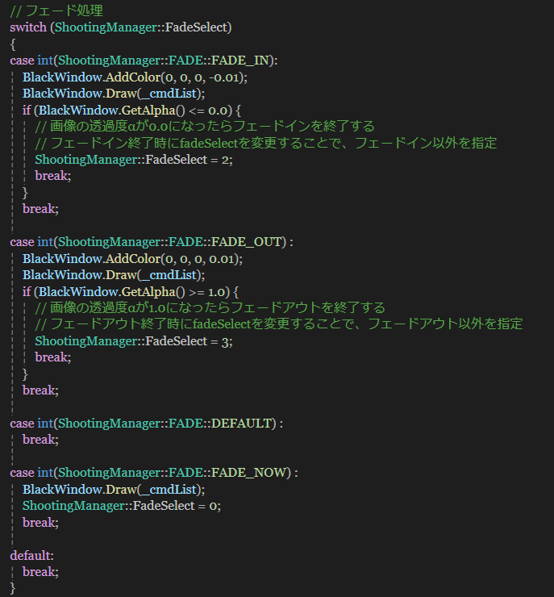 // フェード処理
switch (ShootingManager::FadeSelect)
{
case int(ShootingManager::FADE::FADE_IN):
BlackWindow.AddColor(0, 0, 0, -0.01);
BlackWindow.Draw(_cmdList);
if (BlackWindow.GetAlpha() <= 0.0) {
// 画像の透過度αが0.0になったらフェードインを終了する
// フェードイン終了時にfadeSelectを変更することで、フェードイン以外を指定
ShootingManager::FadeSelect = 2;
break;
}
break;
case int(ShootingManager::FADE::FADE_OUT) :
BlackWindow.AddColor(0, 0, 0, 0.01);
BlackWindow.Draw(_cmdList);
if (BlackWindow.GetAlpha() >= 1.0) {
// 画像の透過度αが1.0になったらフェードアウトを終了する
// フェードアウト終了時にfadeSelectを変更することで、フェードアウト以外を指定
ShootingManager::FadeSelect = 3;
break;
}
break;
case int(ShootingManager::FADE::DEFAULT) :
break;
case int(ShootingManager::FADE::FADE_NOW) :
BlackWindow.Draw(_cmdList);
ShootingManager::FadeSelect = 0;
break;
default:
break;
}